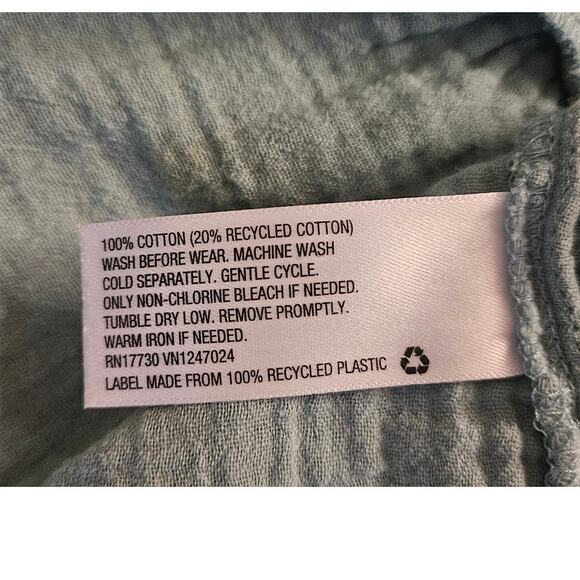 100% COTTON (20% RECYCLED COTTON)
WASH BEFORE WEAR. MACHINE WASH
COLD SEPARATELY. GENTLE CYCLE.
ONLY NON-CHLORINE BLEACH IF NEEDED.
TUMBLE DRY LOW. REMOVE PROMPTLY.
WARM IRON IF NEEDED.
RN17730 VN1247024
LABEL MADE FROM 100% RECYCLED PLASTIC